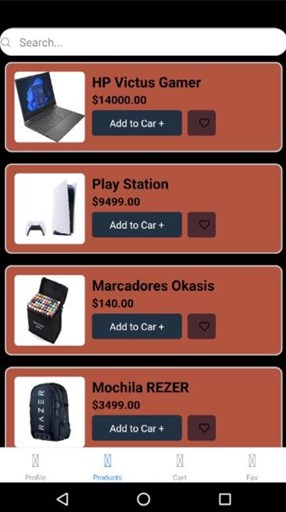 Search...
HP Victus Gamer
$14000.00
Add to Car +
Play Station
$9499.00
Add to Car +
Marcadores Okasis
$140.00
Add to Car +
Mochila REZER
$3499.00
Add to Car +
RAZER
Profile
Products
Cart
Fav